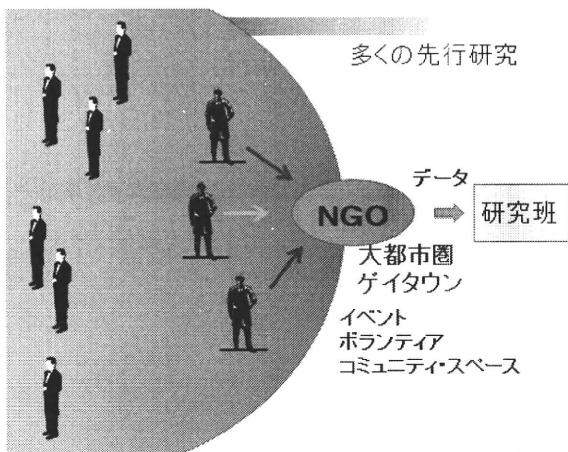 多くの先行研究
データ
NGO
研究班
大都市圏
ゲイタウン
イベント
ボランティア
コミュニティ・スペース